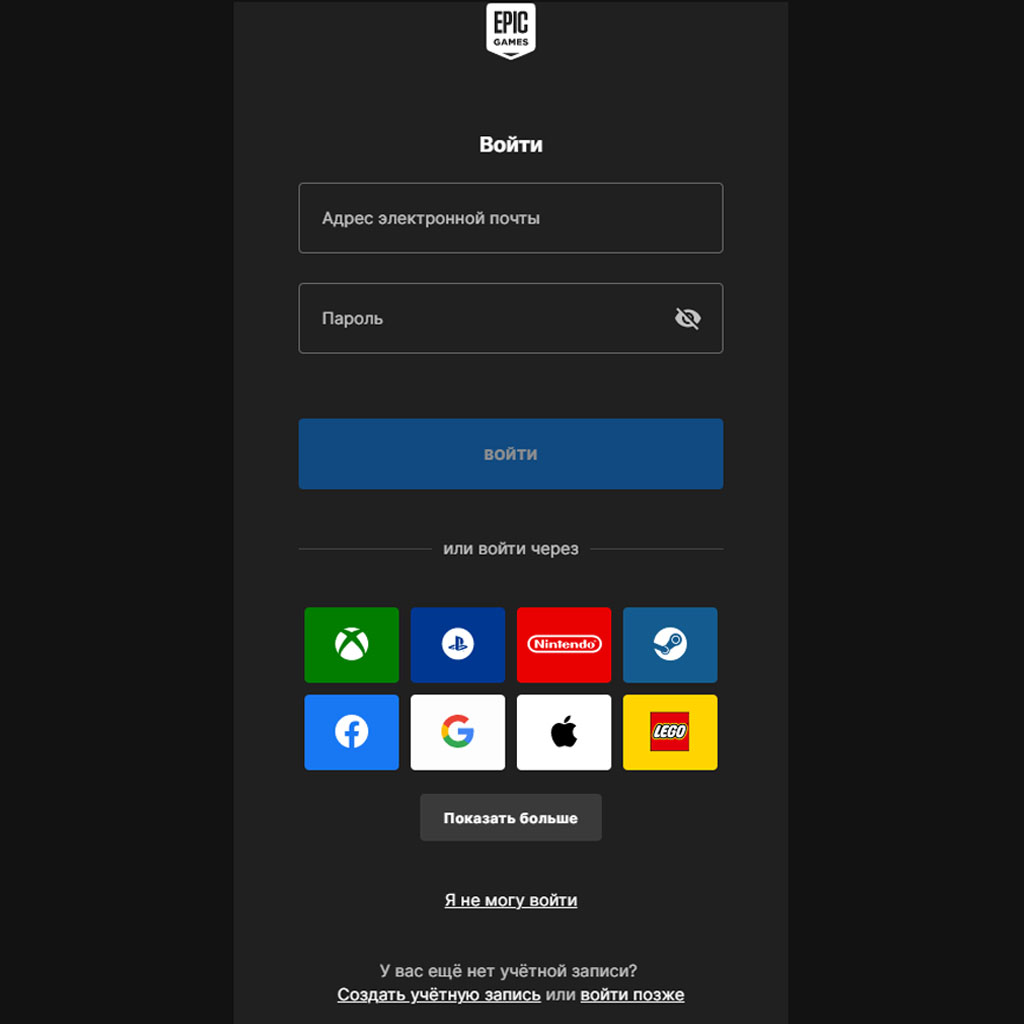 EPIC
GAMES
Войти
Адрес электронной почты
Пароль
ВОЙТИ
или войти через
Nintendo
LEGO
Показать больше
Я не могу войти
У вас ещё нет учётной записи?
Создать учётную запись или войти позже